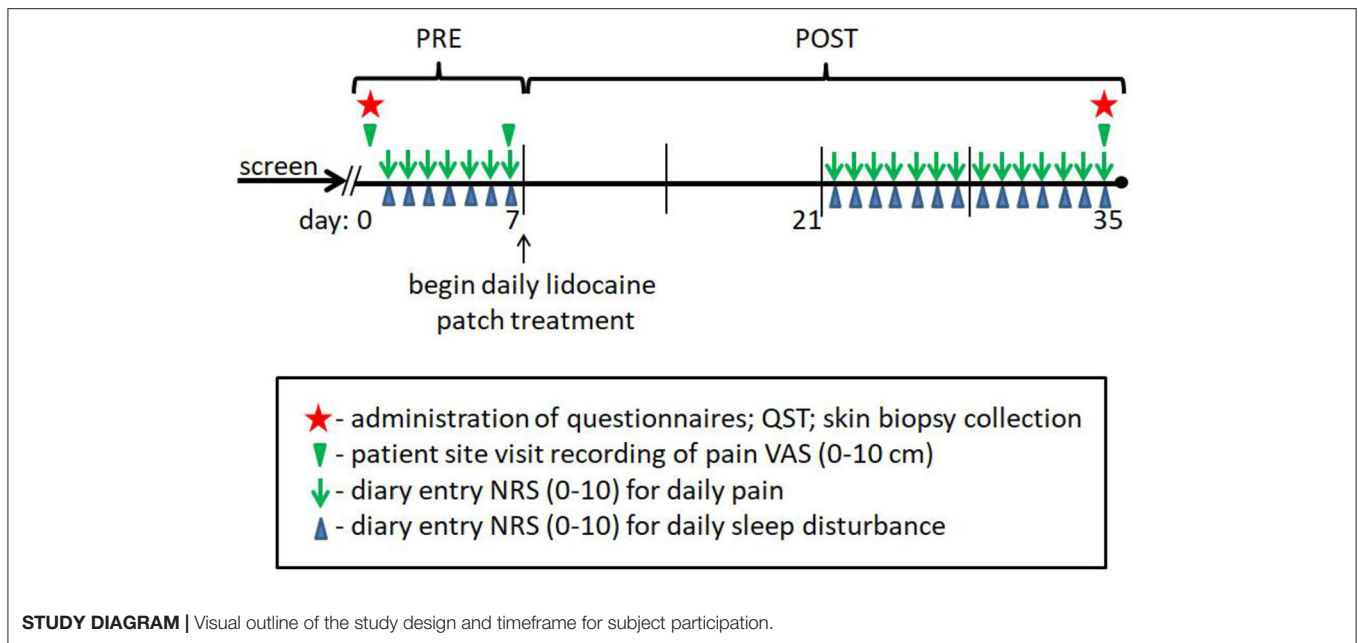 PRE POST
screen
day: 0 7 21 35
begin daily lidocaine
patch treatment
- administration of questionnaires; QST; skin biopsy collection
- patient site visit recording of pain VAS (0-10 cm)
- diary entry NRS (0-10) for daily pain
- diary entry NRS (0-10) for daily sleep disturbance
STUDY DIAGRAM | Visual outline of the study design and timeframe for subject participation.